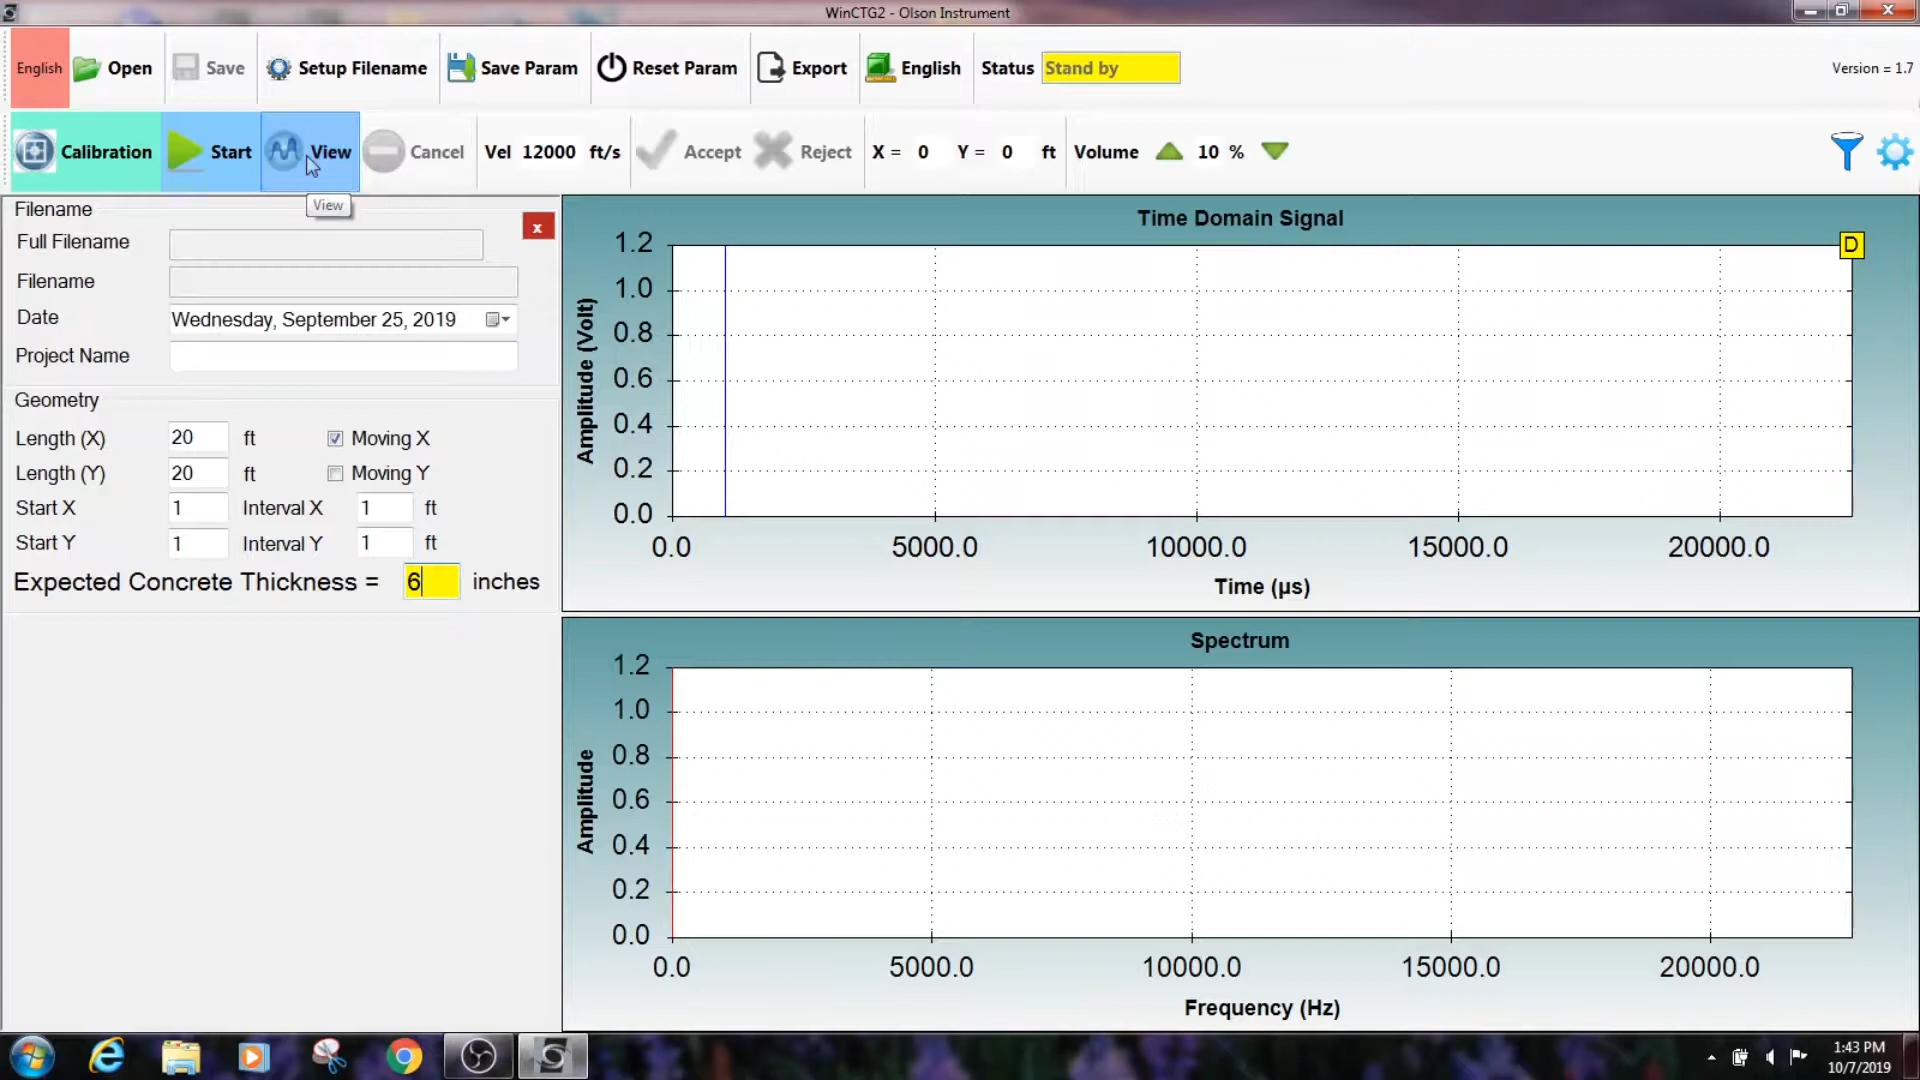 WinCTG2 - Olson Instrument
English Open Save Setup Filename Save Param Reset Param Export English Status Stand by Version = 1.7
Calibration Start View Cancel Vel 12000 ft/s Accept Reject X = 0 Y = 0 ft Volume 10 %
View
Filename
x
Full Filename
Filename
Date Wednesday, September 25, 2019
Project Name
Geometry
Length (X) 20 ft Moving X
Length (Y) 20 ft Moving Y
Start X 1 Interval X 1 ft
Start Y 1 Interval Y 1 ft
Expected Concrete Thickness = 6 inches
Time Domain Signal
D
Amplitude (Volt)
1.2
1.0
0.8
0.6
0.4
0.2
0.0
0.0 5000.0 10000.0 15000.0 20000.0
Time (µs)
Spectrum
Amplitude
1.2
1.0
0.8
0.6
0.4
0.2
0.0
0.0 5000.0 10000.0 15000.0 20000.0
Frequency (Hz)
1:43 PM
10/7/2019